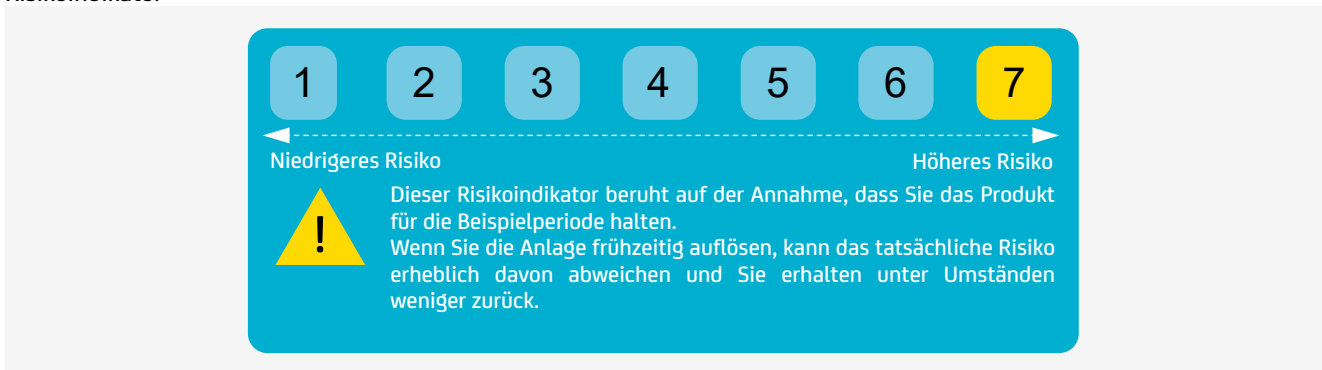 Risikoindikator
1 2 3 4 5 6 7
Niedrigeres Risiko Höheres Risiko
Dieser Risikoindikator beruht auf der Annahme, dass Sie das Produkt
für die Beispielperiode halten.
! Wenn Sie die Anlage frühzeitig auflösen, kann das tatsächliche Risiko
erheblich davon abweichen und Sie erhalten unter Umständen
weniger zurück.